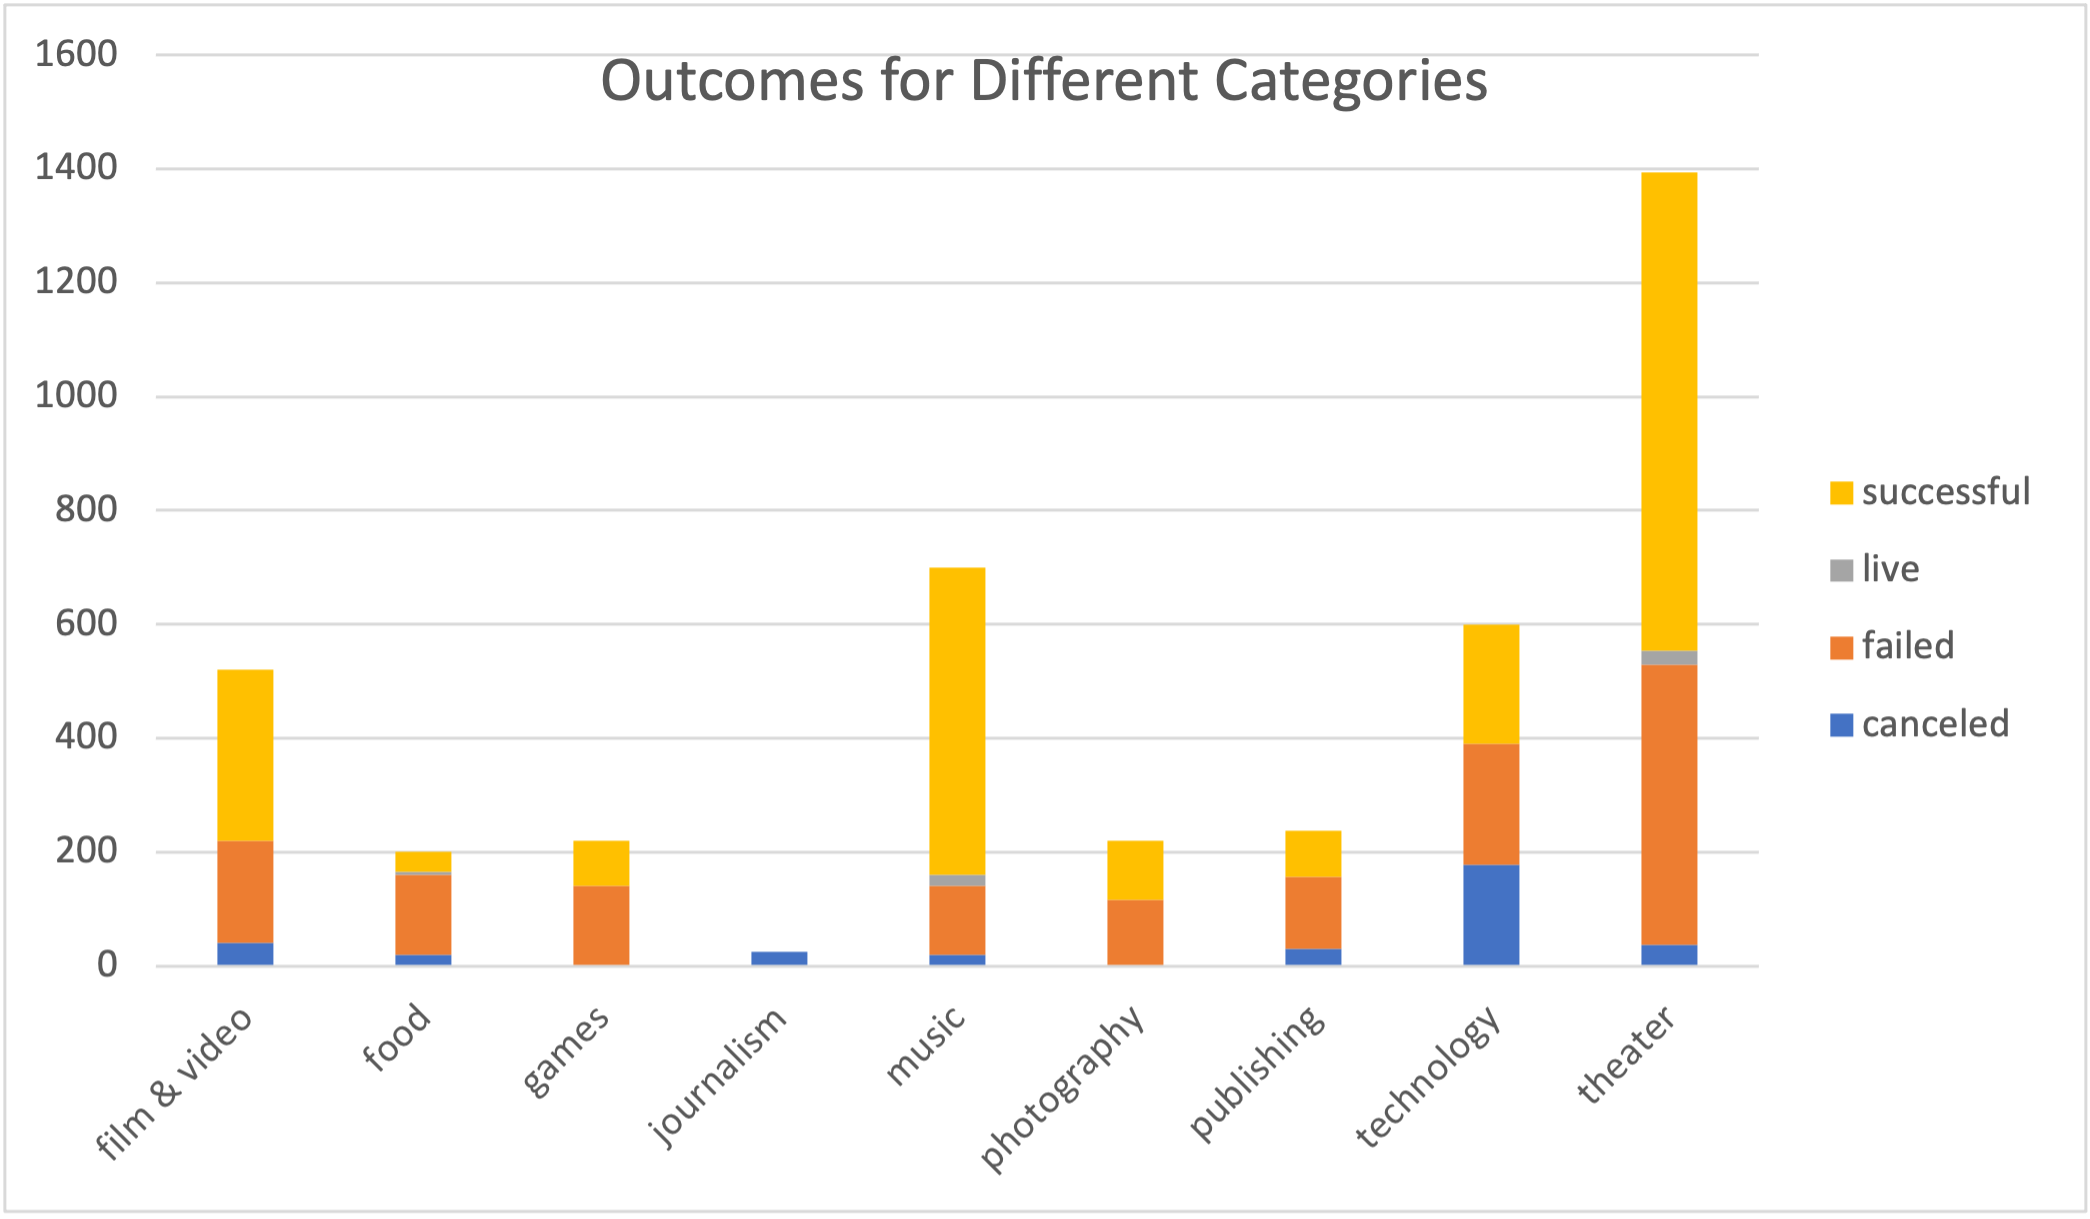 Outcomes for Different Categories
1600
1400
1200
1000
800
600
400
200
0
film & video
food
games
journalism
music
photography
publishing
technology
theater
successful
live
failed
canceled